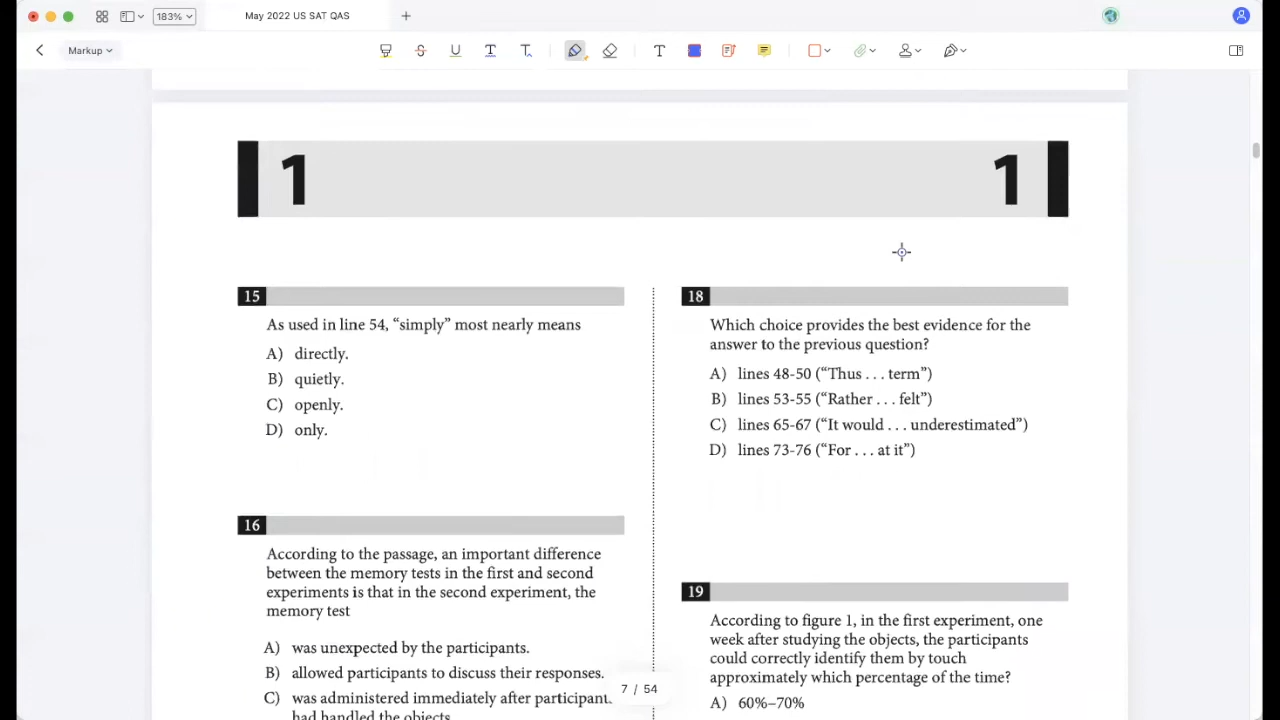 183%
May 2022 US SAT QAS
Markup
1
1
15
As used in line 54, “simply” most nearly means
A) directly.
B) quietly.
C) openly.
D) only.
16
According to the passage, an important difference
between the memory tests in the first and second
experiments is that in the second experiment, the
memory test
A) was unexpected by the participants.
B) allowed participants to discuss their responses.
C) was administered immediately after participant
had handled the objects
18
Which choice provides the best evidence for the
answer to the previous question?
A) lines 48-50 (“Thus . . . term”)
B) lines 53-55 (“Rather . . . felt”)
C) lines 65-67 (“It would . . . underestimated”)
D) lines 73-76 (“For . . . at it”)
19
According to figure 1, in the first experiment, one
week after studying the objects, the participants
could correctly identify them by touch
approximately which percentage of the time?
A) 60%–70%
7 / 54